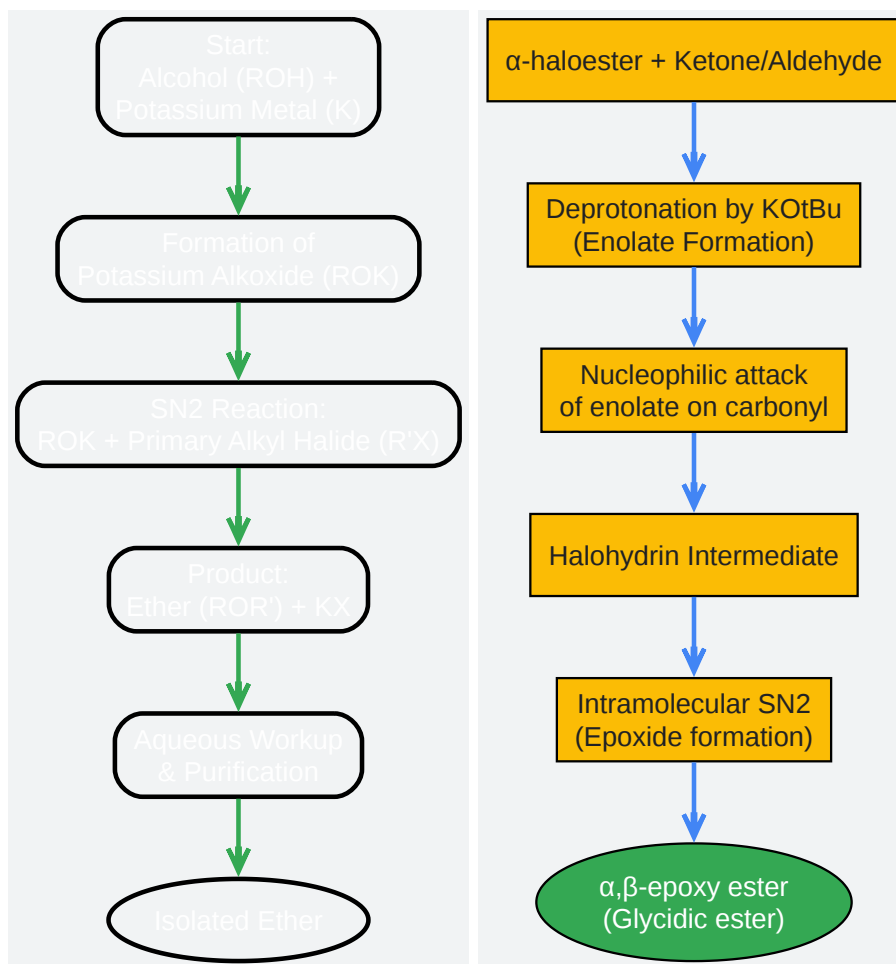 Start:
Alcohol (ROH) +
Potassium Metal (K)
Formation of
Potassium Alkoxide (ROK)
SN2 Reaction:
ROK + Primary Alkyl Halide (R'X)
Product:
Ether (ROR') + KX
Aqueous Workup
& Purification
Isolated Ether
α-haloester + Ketone/Aldehyde
Deprotonation by KOtBu
(Enolate Formation)
Nucleophilic attack
of enolate on carbonyl
Halohydrin Intermediate
Intramolecular SN2
(Epoxide formation)
α,β-epoxy ester
(Glycidic ester)